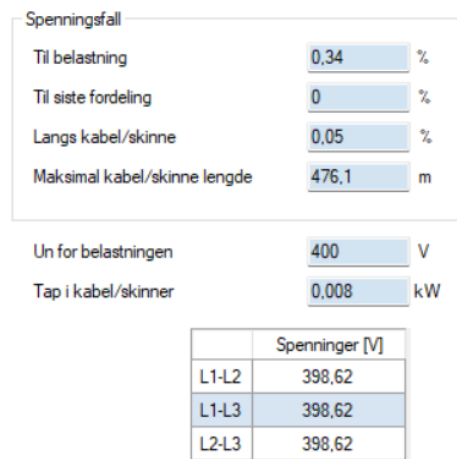 Spenningsfall
Til belastning 0,34 %
Til siste fordeling 0 %
Langs kabel/skinne 0,05 %
Maksimal kabel/skinne lengde 476,1 m
Un for belastningen 400 V
Tap i kabel/skinner 0,008 kW
Spenninger [V]
L1-L2 398,62
L1-L3 398,62
L2-L3 398,62